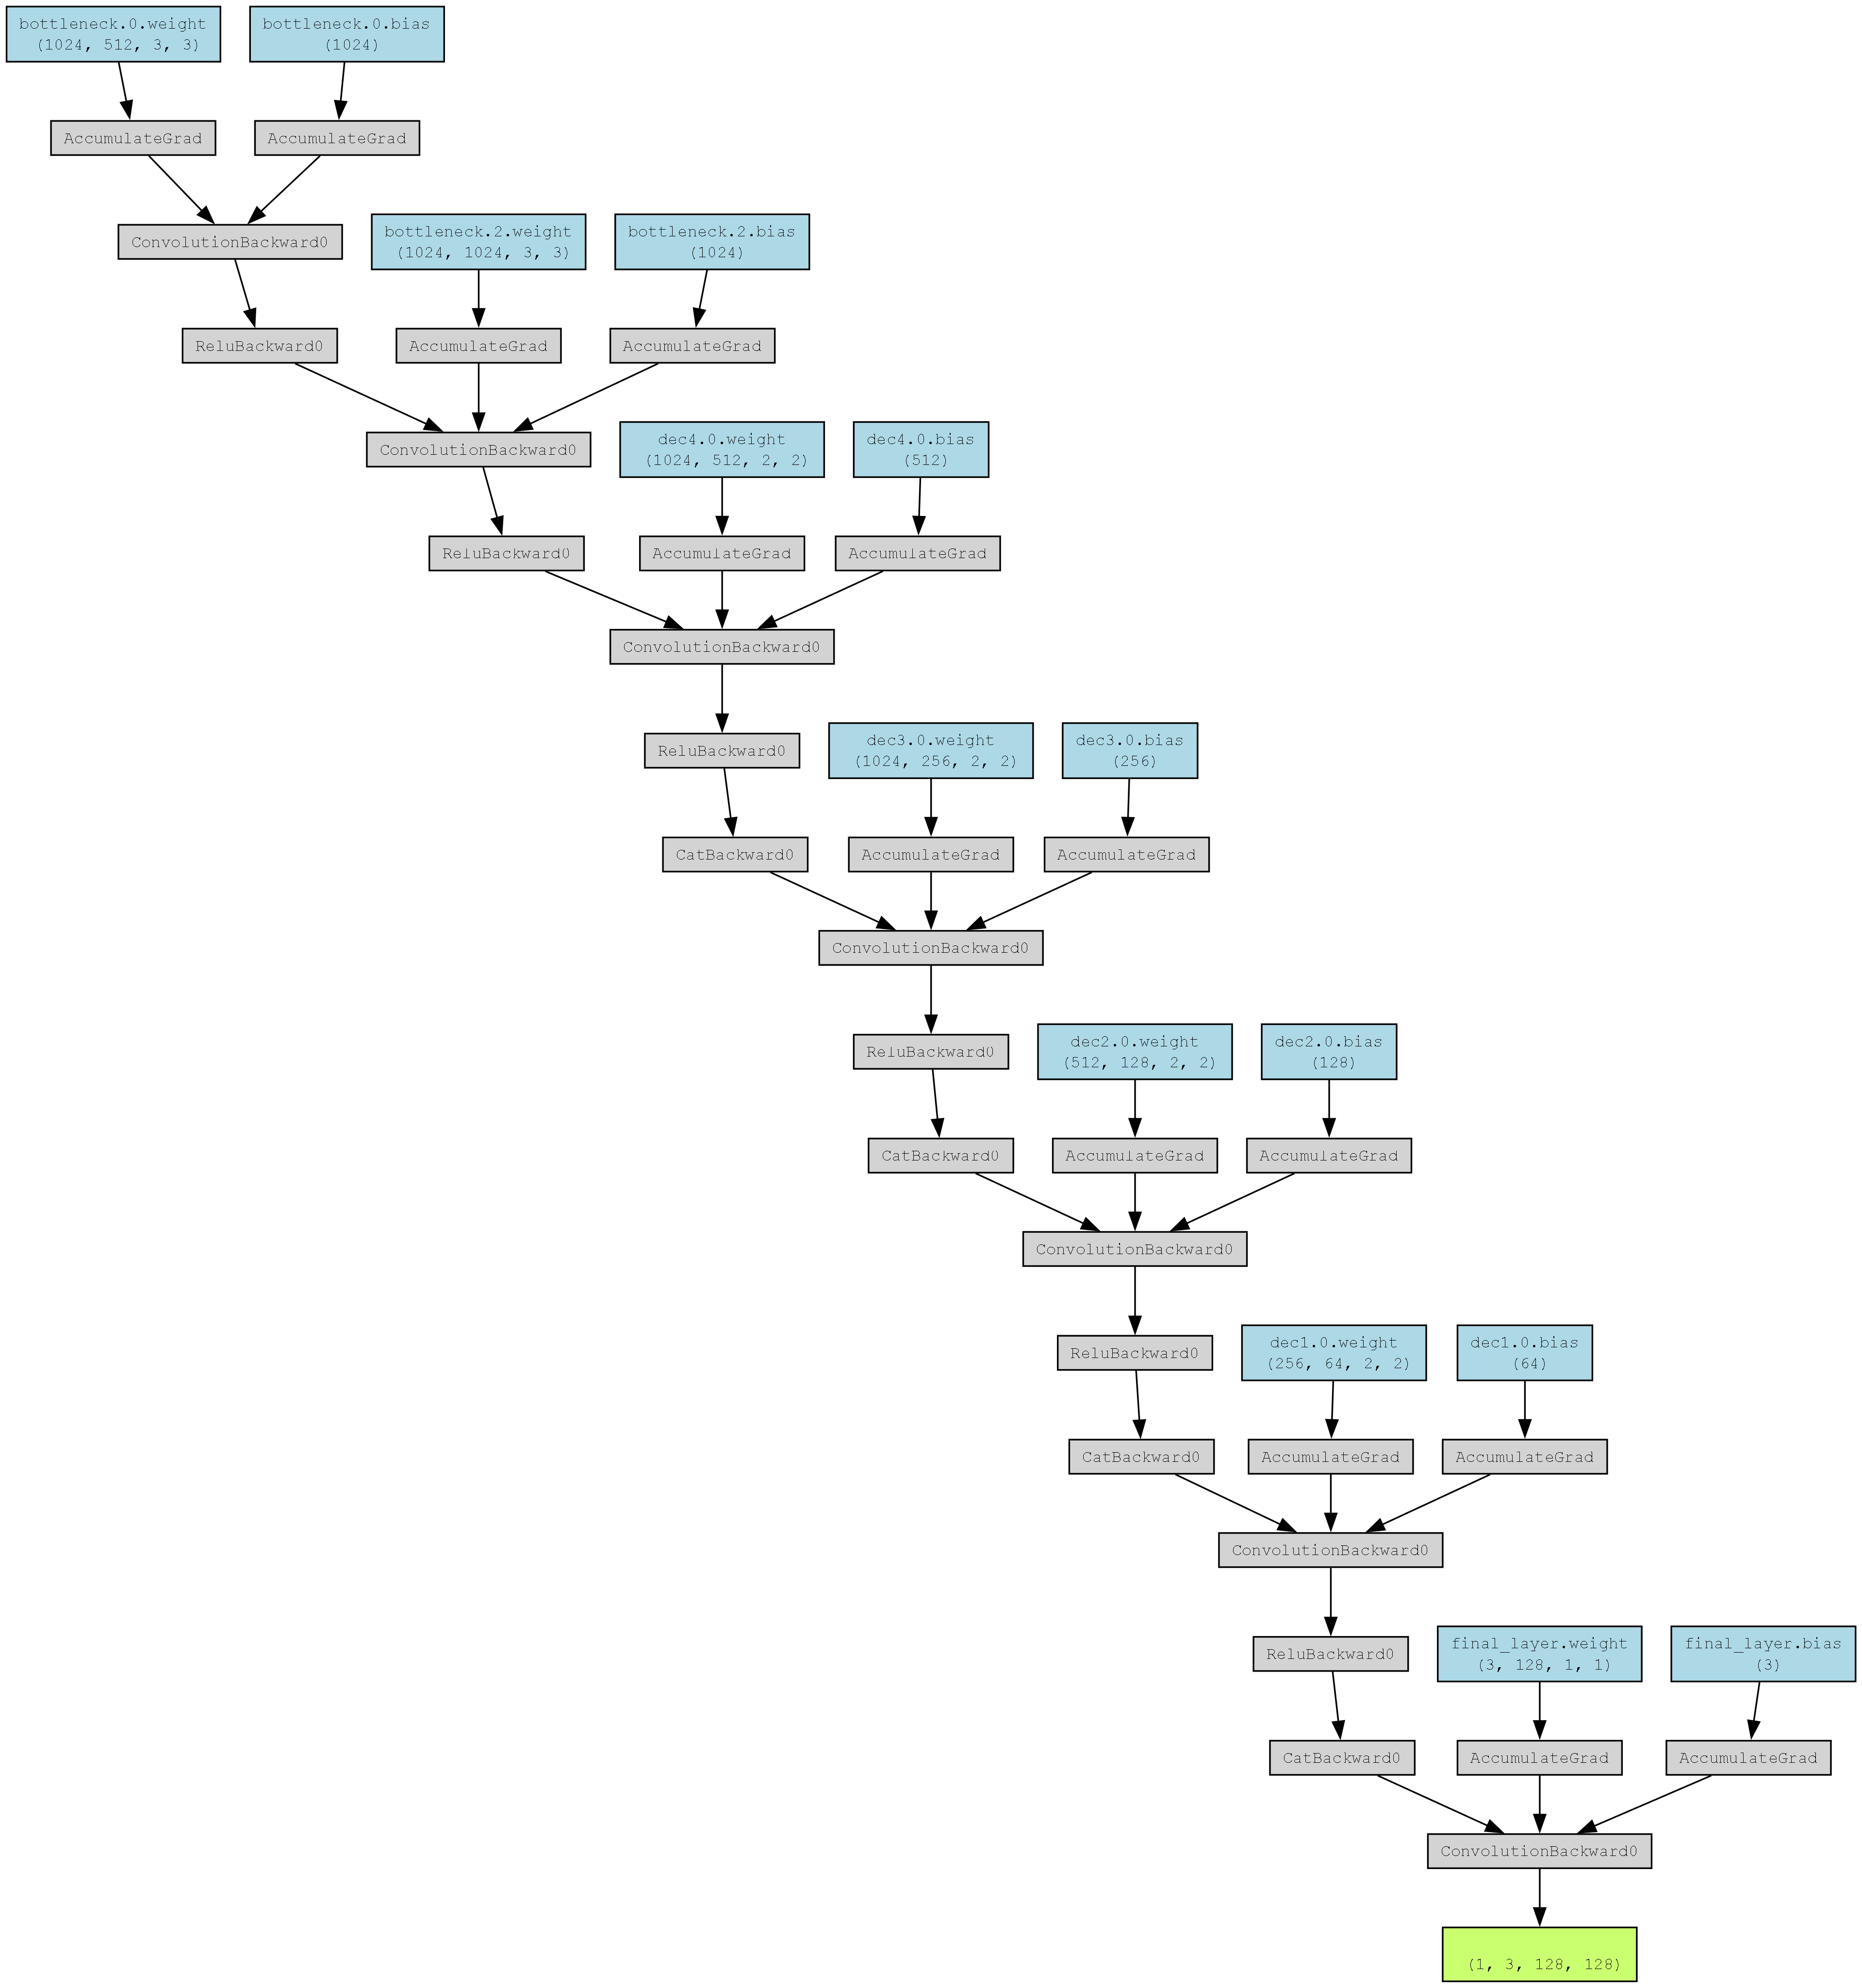 bottleneck.0.weight
(1024, 512, 3, 3)
bottleneck.0.bias
(1024)
AccumulateGrad
AccumulateGrad
ConvolutionBackward0
bottleneck.2.weight
(1024, 1024, 3, 3)
bottleneck.2.bias
(1024)
ReluBackward0
AccumulateGrad
AccumulateGrad
ConvolutionBackward0
dec4.0.weight
(1024, 512, 2, 2)
dec4.0.bias
(512)
ReluBackward0
AccumulateGrad
AccumulateGrad
ConvolutionBackward0
ReluBackward0
dec3.0.weight
(1024, 256, 2, 2)
dec3.0.bias
(256)
CatBackward0
AccumulateGrad
AccumulateGrad
ConvolutionBackward0
ReluBackward0
dec2.0.weight
(512, 128, 2, 2)
dec2.0.bias
(128)
CatBackward0
AccumulateGrad
AccumulateGrad
ConvolutionBackward0
ReluBackward0
dec1.0.weight
(256, 64, 2, 2)
dec1.0.bias
(64)
CatBackward0
AccumulateGrad
AccumulateGrad
ConvolutionBackward0
ReluBackward0
final_layer.weight
(3, 128, 1, 1)
final_layer.bias
(3)
CatBackward0
AccumulateGrad
AccumulateGrad
ConvolutionBackward0
(1, 3, 128, 128)